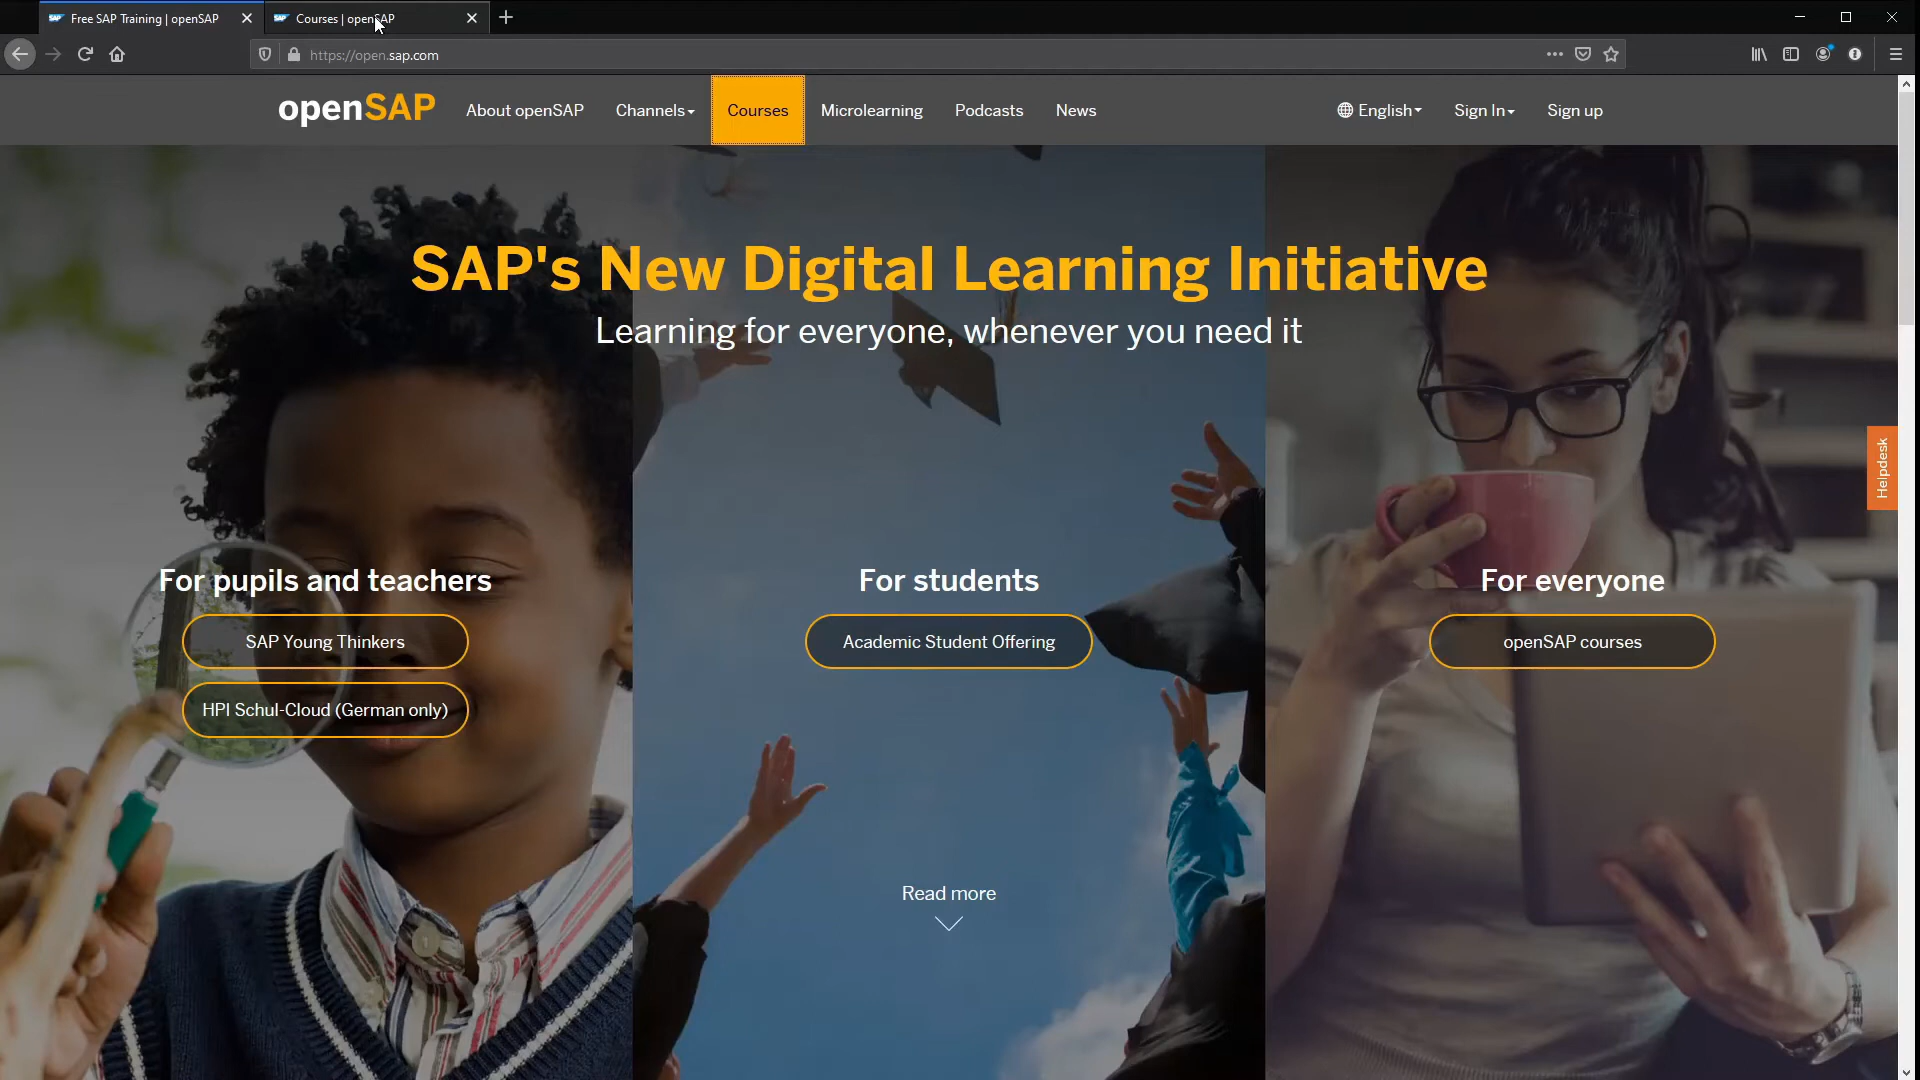 Free SAP Training | openSAP
Courses | openSAP
https://open.sap.com
openSAP
About openSAP
Channels
Courses
Microlearning
Podcasts
News
English
Sign In
Sign up
SAP's New Digital Learning Initiative
Learning for everyone, whenever you need it
Helpdesk
For pupils and teachers
SAP Young Thinkers
HPI Schul-Cloud (German only)
For students
Academic Student Offering
For everyone
openSAP courses
Read more